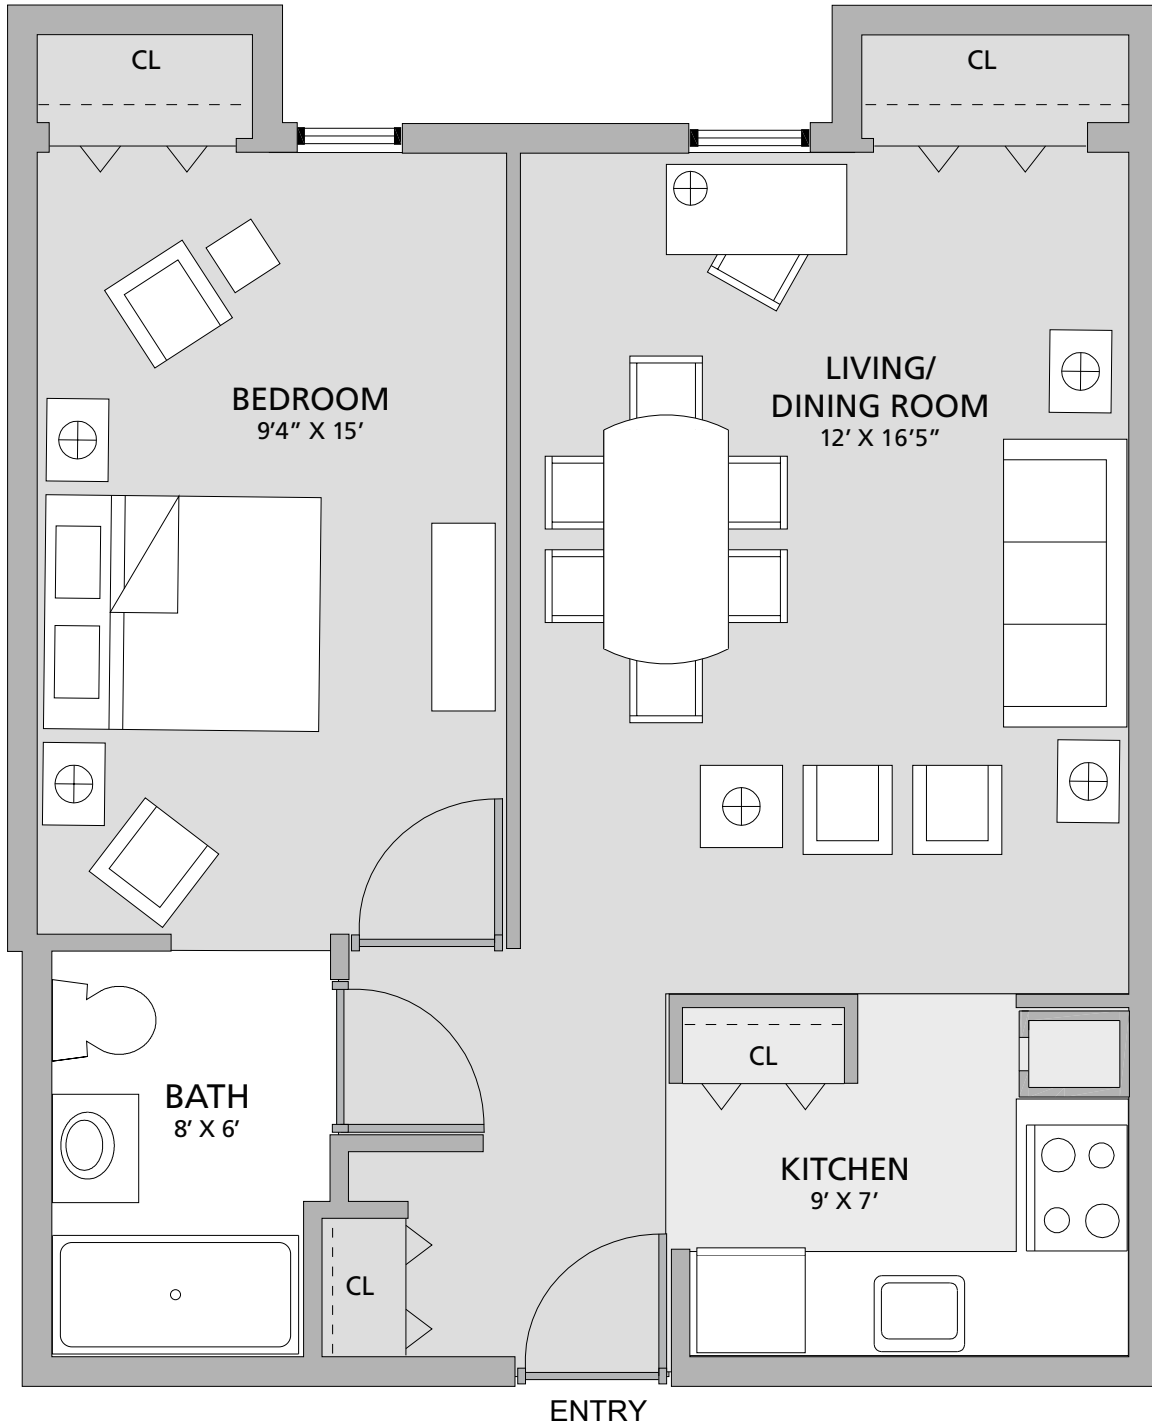 CL
CL
BEDROOM
9’4” X 15’
LIVING/
DINING ROOM
12’ X 16’5”
CL
BATH
8’ X 6’
KITCHEN
9’ X 7’
CL
ENTRY